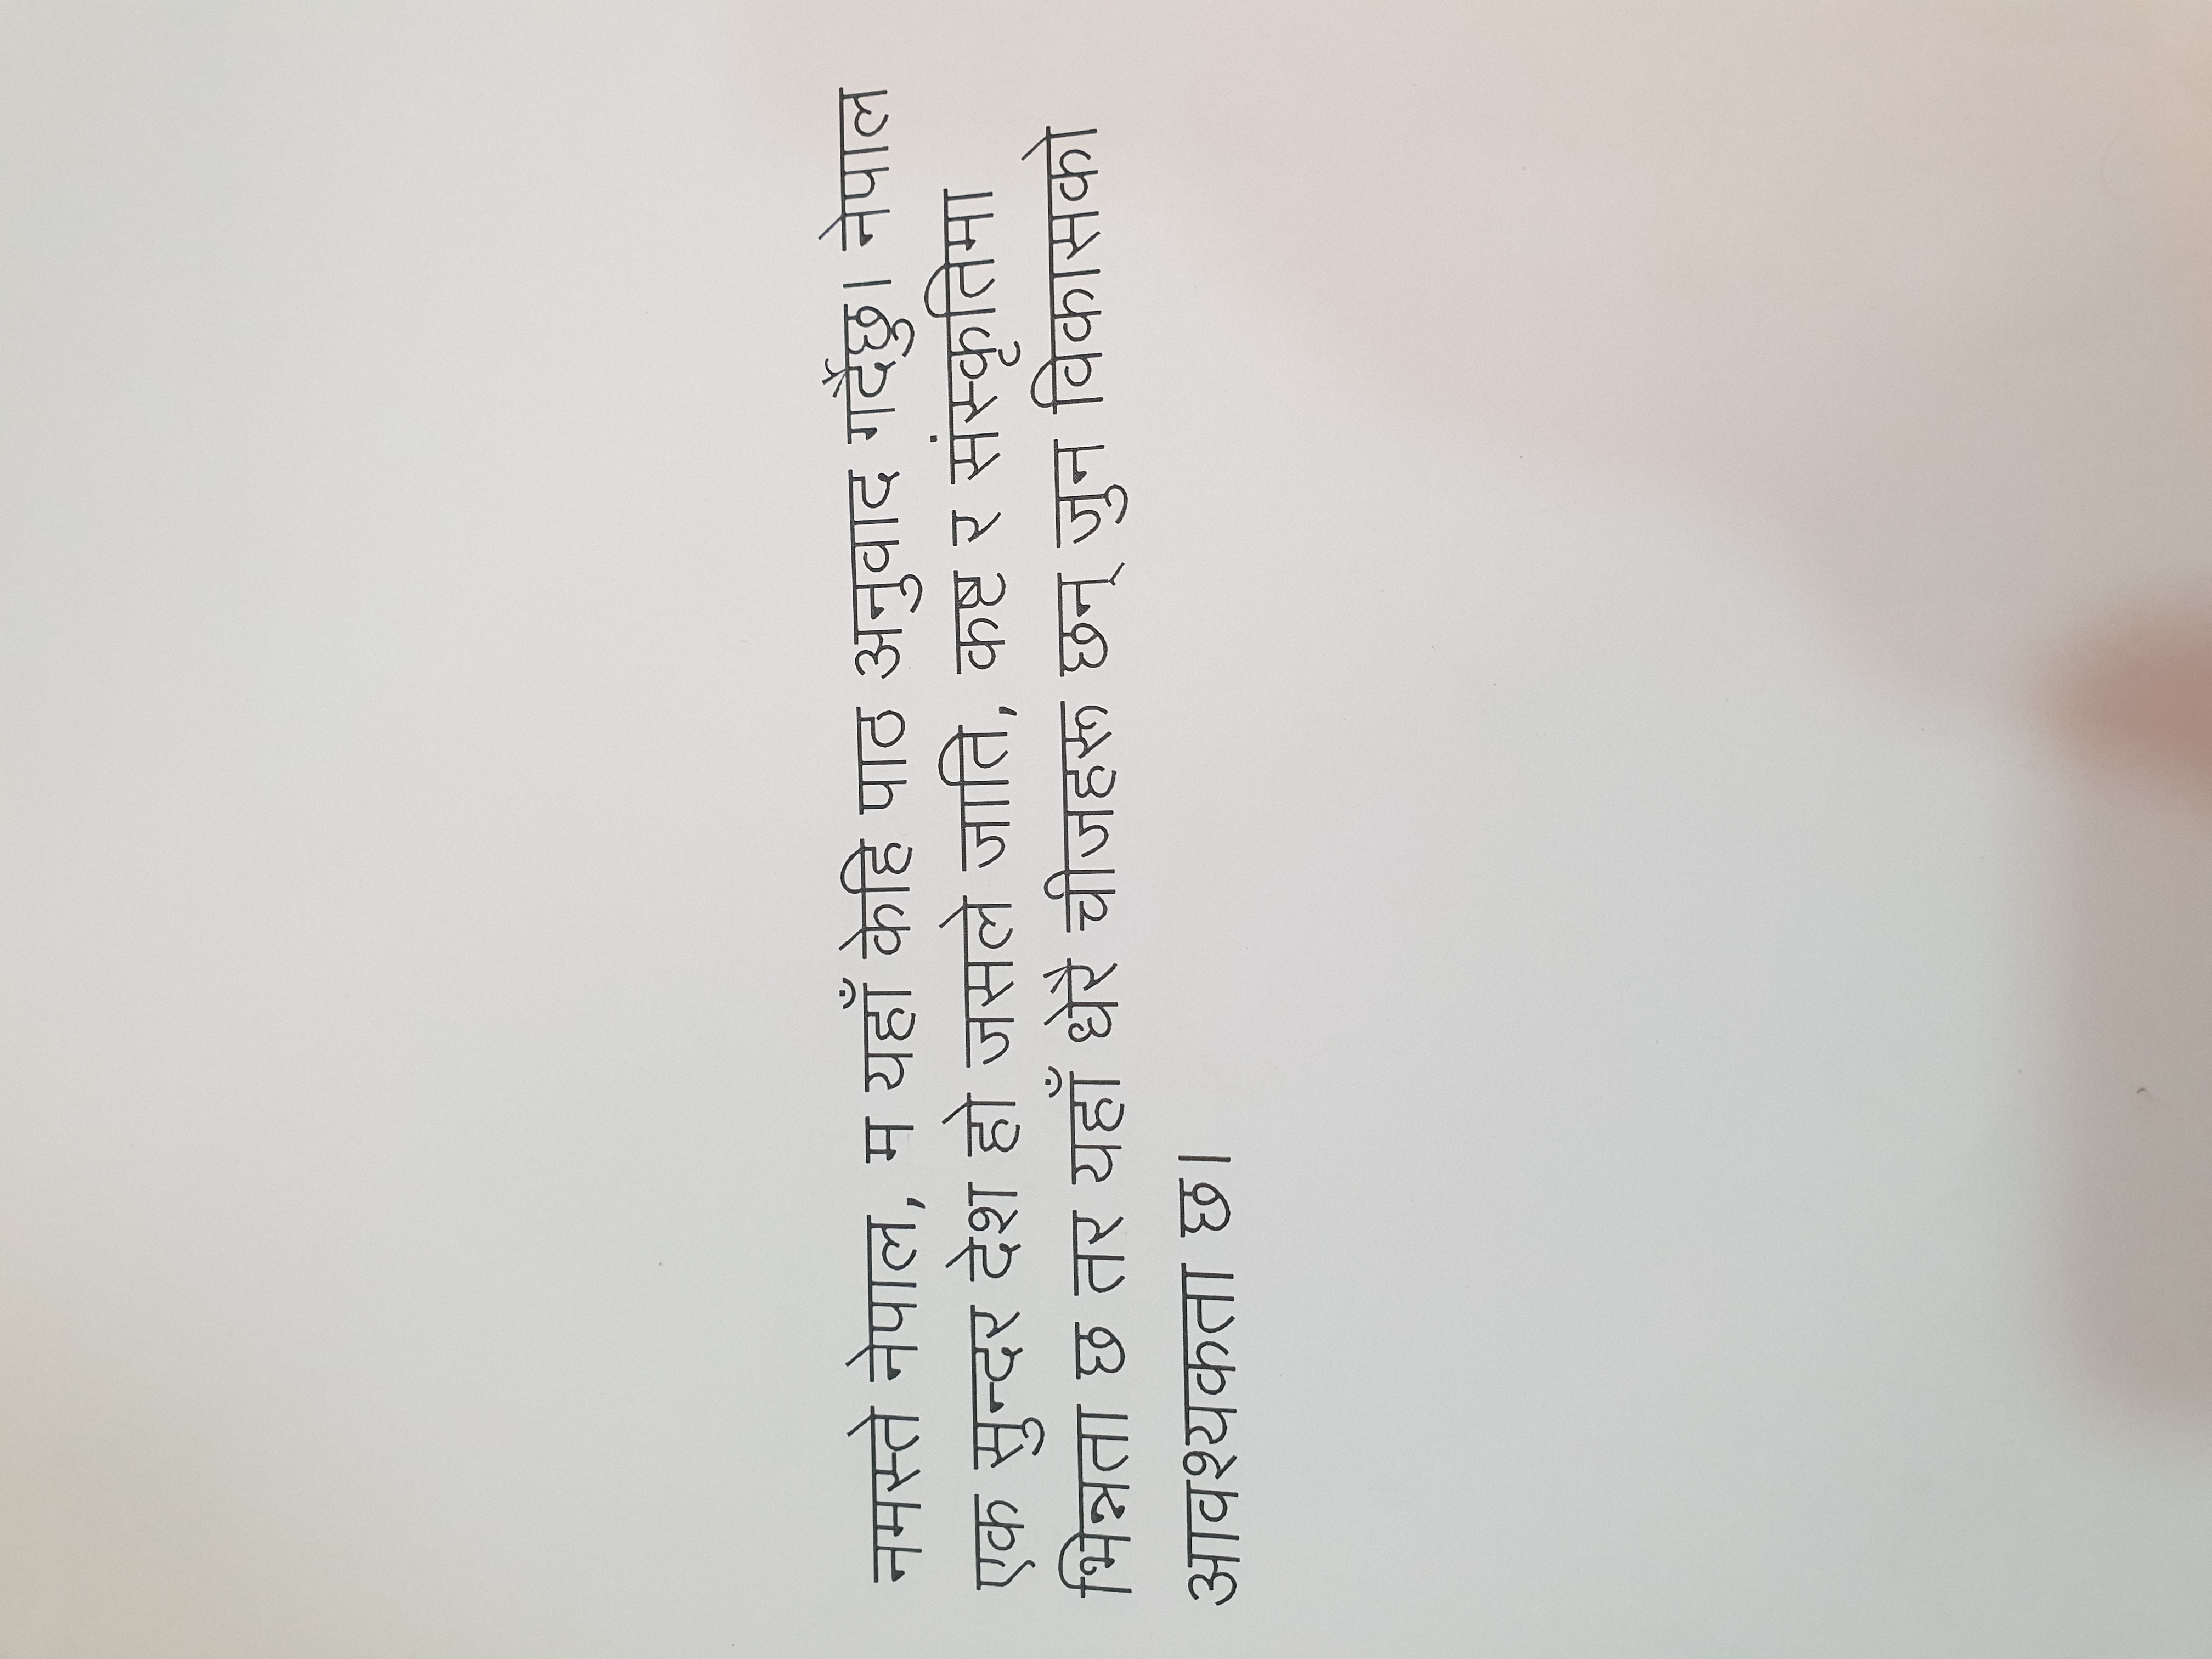 नमस्ते नेपाल, म यहाँ केहि पाठ अनुवाद गर्दैछु। नेपाल
एक सुन्दर देश हो जसले जाति, कष्ट र संस्कृतिमा
भिन्नता छ तर यहाँ धेरै चीजहरू छन् जुन विकासको
आवश्यकता छ।